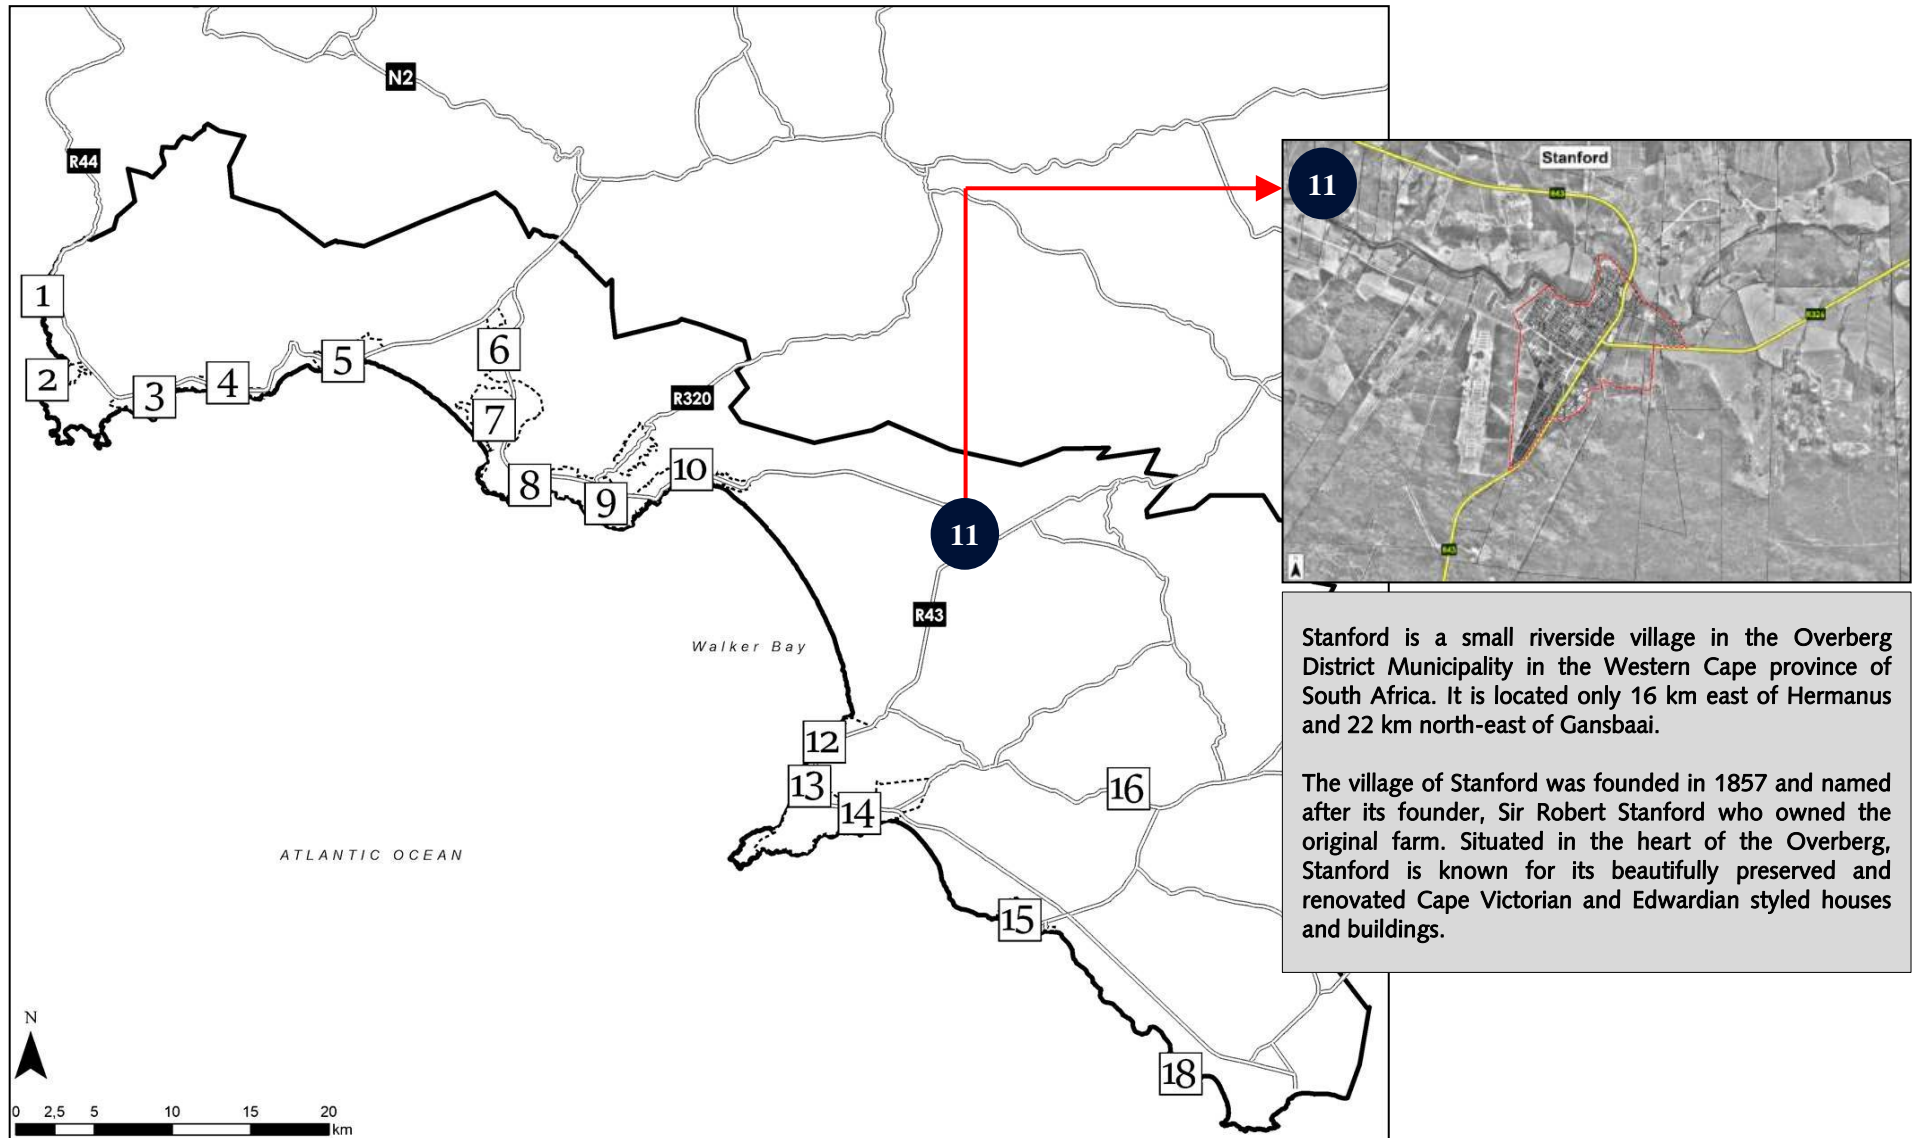 N2
R44
11
Stanford
R43
R326
1
2
3
4
5
6
7
R320
8
9
10
11
R43
R43
Walker Bay
12
13
14
16
ATLANTIC OCEAN
15
18
N
0 2,5 5 10 15 20
km
Stanford is a small riverside village in the Overberg
District Municipality in the Western Cape province of
South Africa. It is located only 16 km east of Hermanus
and 22 km north-east of Gansbaai.
The village of Stanford was founded in 1857 and named
after its founder, Sir Robert Stanford who owned the
original farm. Situated in the heart of the Overberg,
Stanford is known for its beautifully preserved and
renovated Cape Victorian and Edwardian styled houses
and buildings.